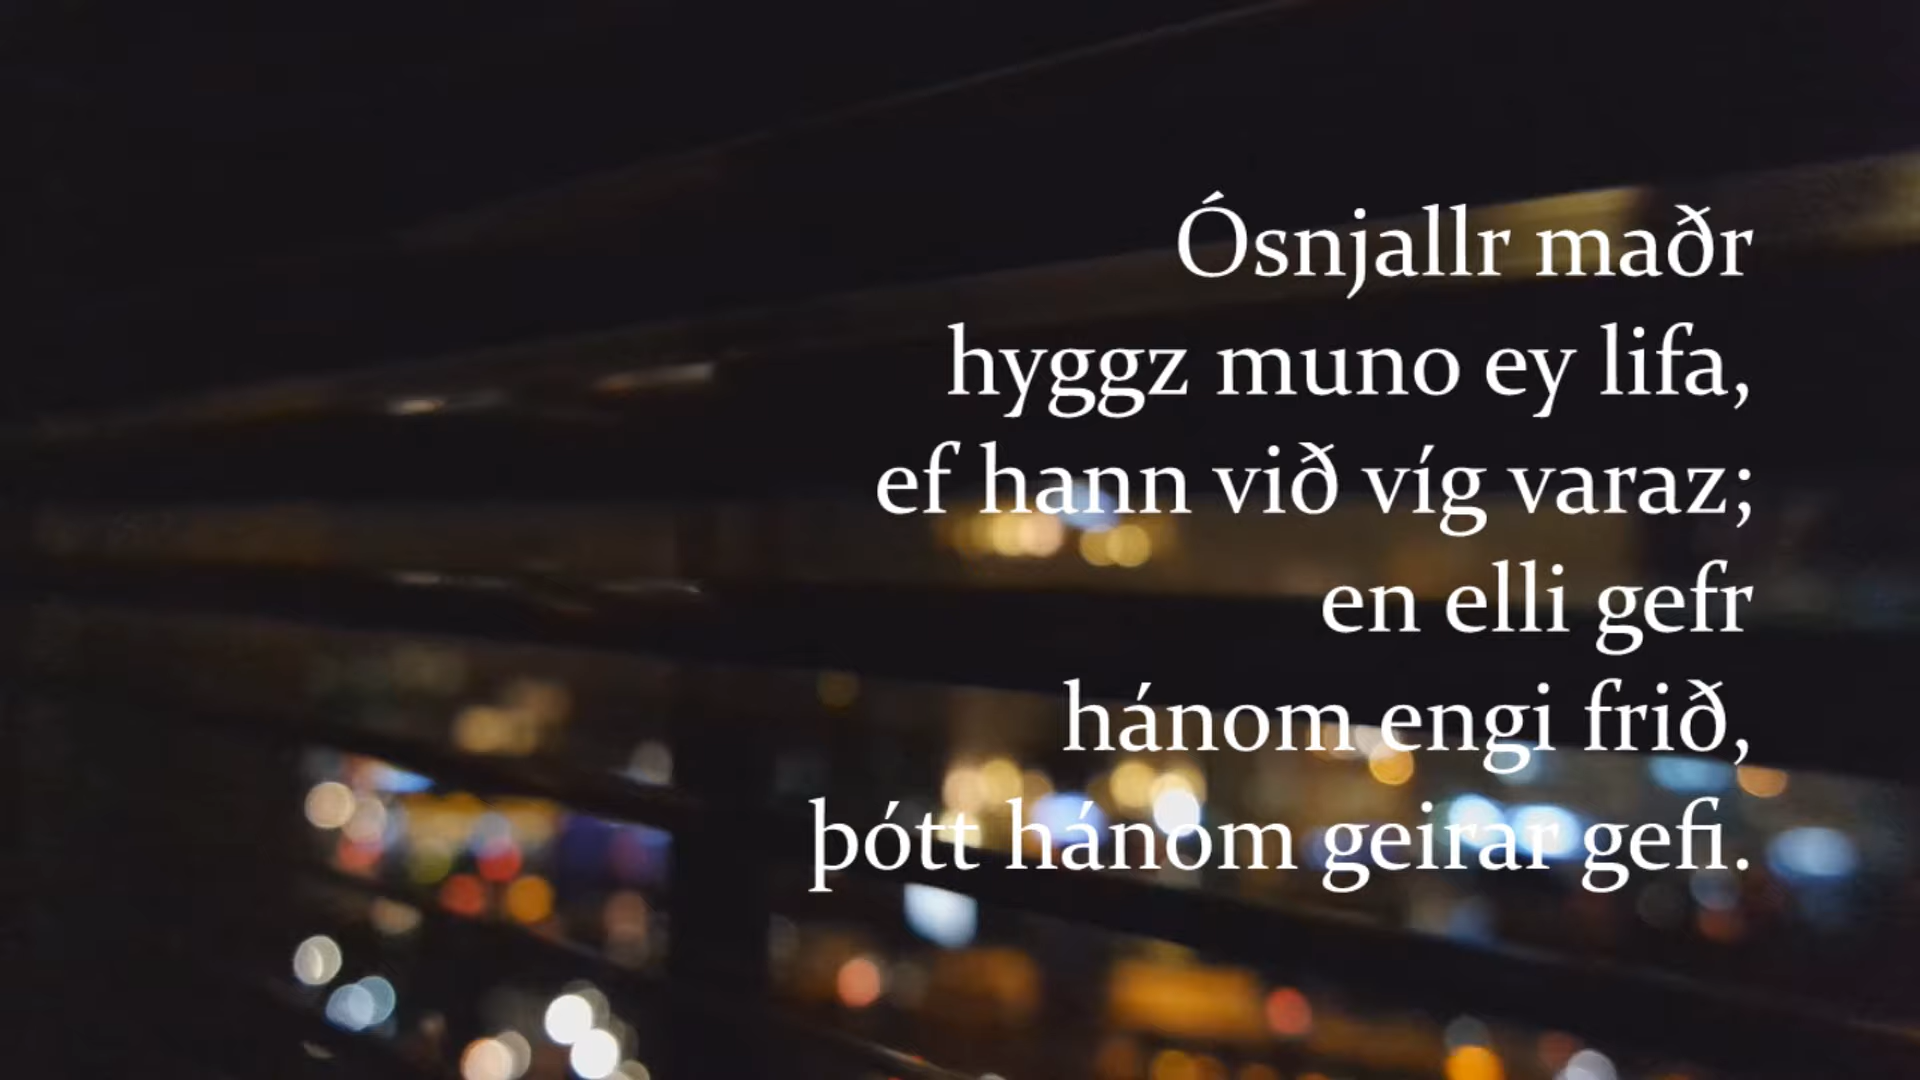 Ósnjallr maðr
hyggz muno ey lifa,
ef hann við víg varaz;
en elli gefr
hánom engi frið,
þótt hánom geirar gefi.